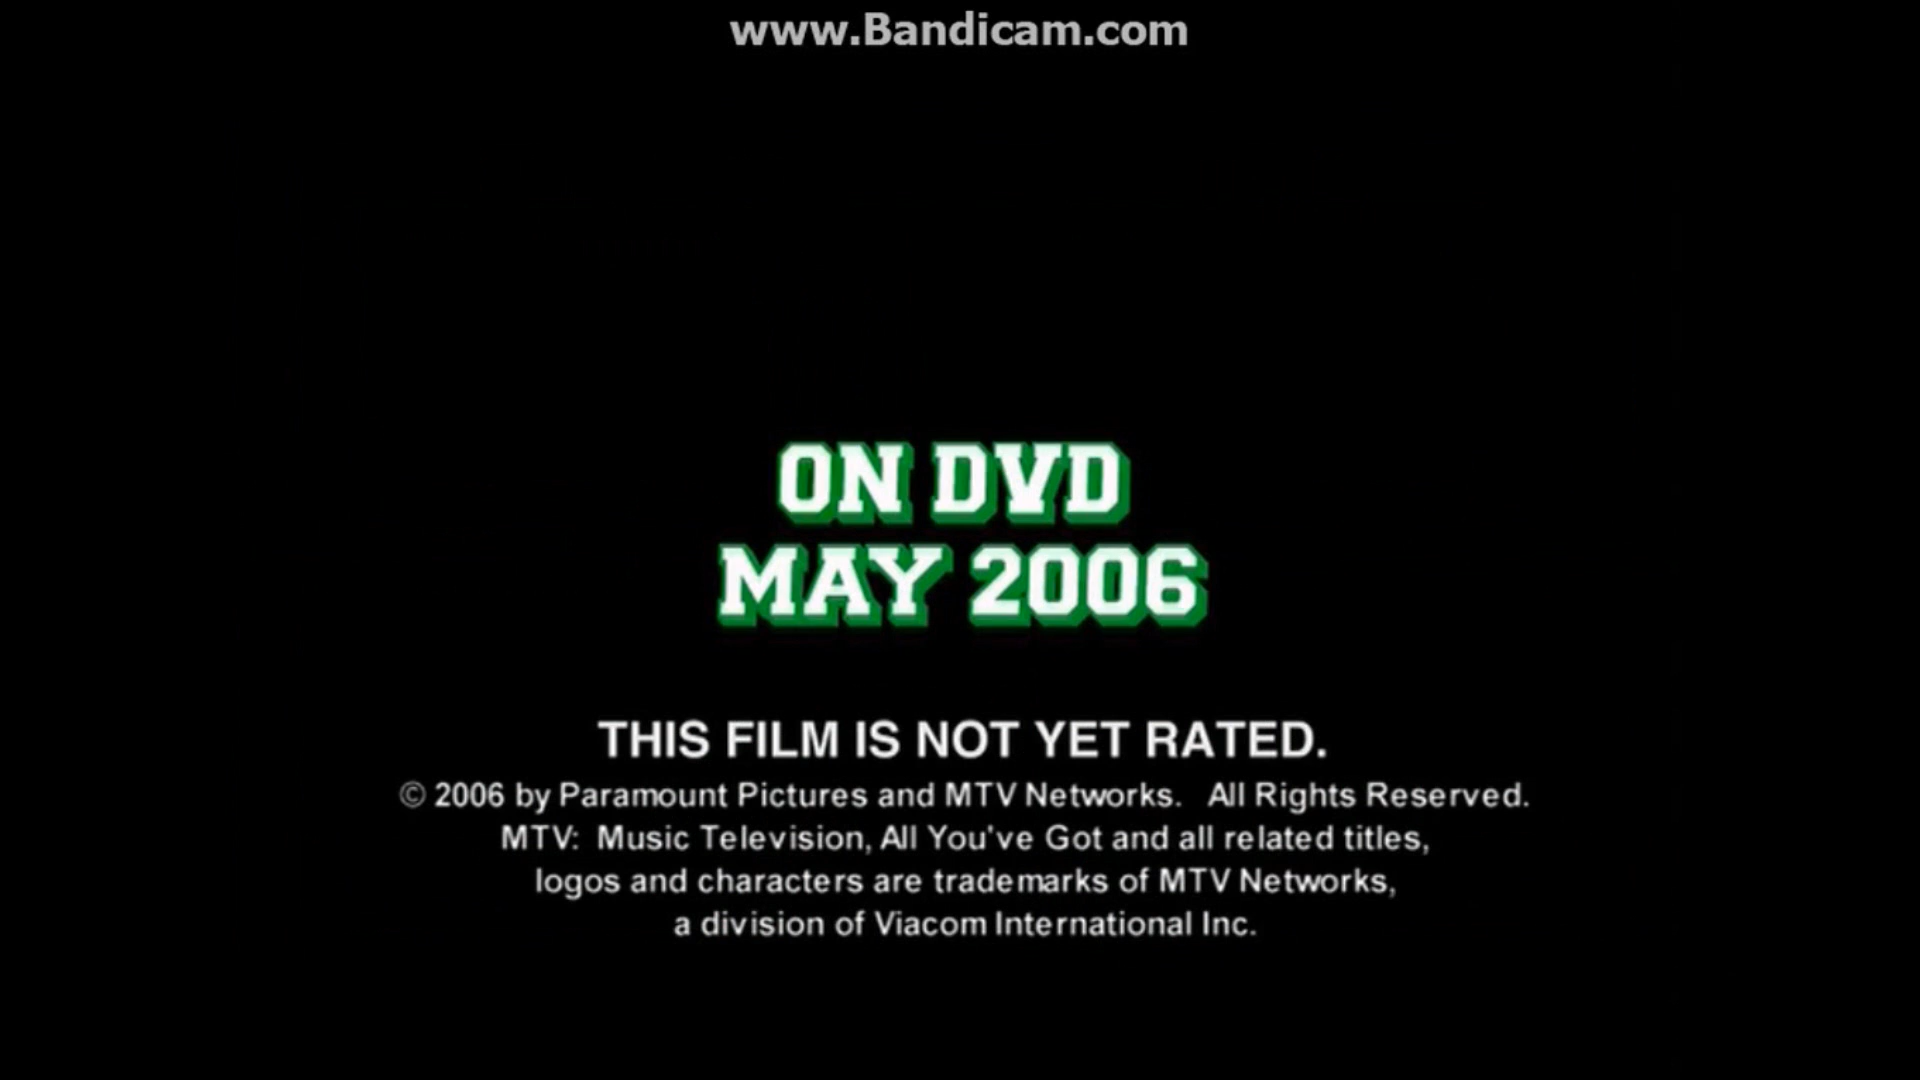 www.Bandicam.com
ON DVD
MAY 2006
THIS FILM IS NOT YET RATED.
© 2006 by Paramount Pictures and MTV Networks. All Rights Reserved.
MTV: Music Television, All You've Got and all related titles,
logos and characters are trademarks of MTV Networks,
a division of Viacom International Inc.